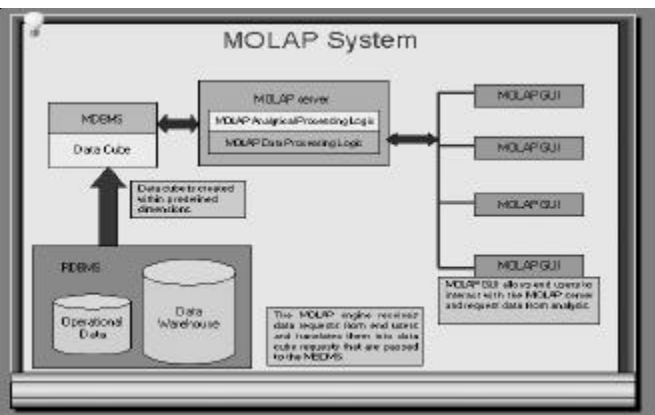 MOLAP System
MOLAP server
MOLAP Analytical Processing Logic
MOLAP Data Processing Logic
MDBMS
Data Cube
MOLAP GUI
MOLAP GUI
MOLAP GUI
MOLAP GUI
Data cube is created
within predefined
dimensions.
RDBMS
Operational
Data
Data
Warehouse
MOLAP GUI allows end users to
interact with the MOLAP server
and request data from analysis.
The MOLAP engine received
data requests from end users
and translates them into data
cube requests that are passed
to the MDDMS.